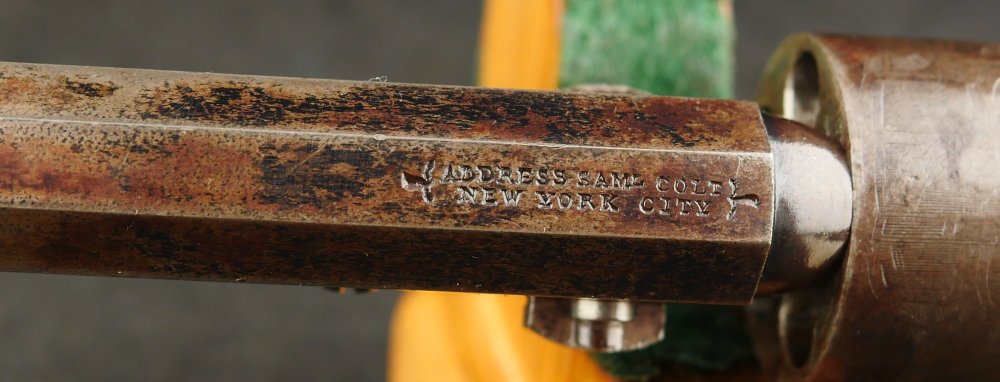 ADDRESS SAMˡ COLT
NEW YORK CITY